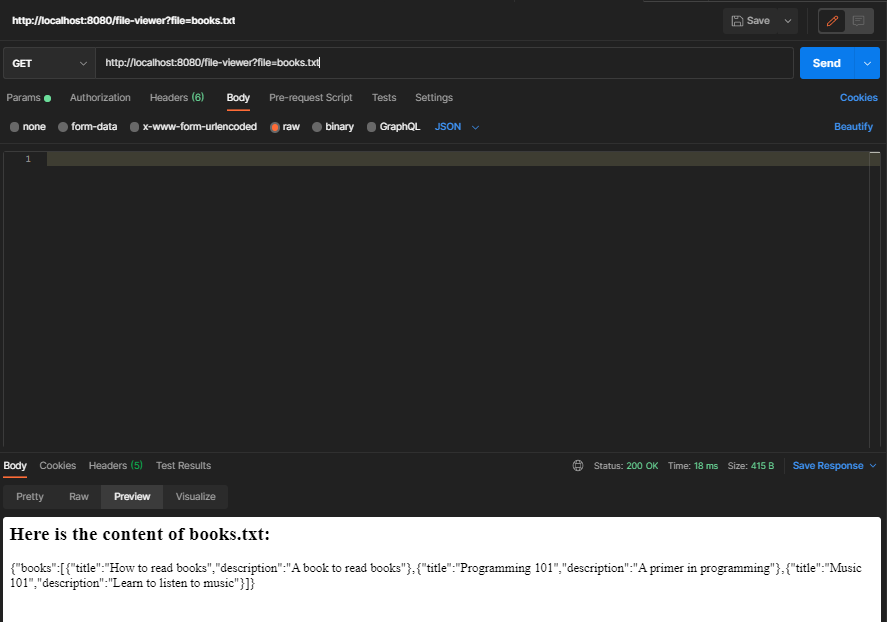 http://localhost:8080/file-viewer?file=books.txt
Save
GET
http://localhost:8080/file-viewer?file=books.txt
Send
Params Authorization Headers (6) Body Pre-request Script Tests Settings Cookies
none form-data x-www-form-urlencoded raw binary GraphQL JSON Beautify
1
Body Cookies Headers (5) Test Results Status: 200 OK Time: 18 ms Size: 415 B Save Response
Pretty Raw Preview Visualize
Here is the content of books.txt:
{"books":[{"title":"How to read books","description":"A book to read books"},{"title":"Programming 101","description":"A primer in programming"},{"title":"Music
101","description":"Learn to listen to music"}]}